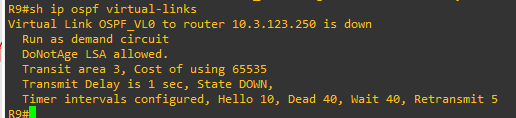 R9#sh ip ospf virtual-links
Virtual Link OSPF_VL0 to router 10.3.123.250 is down
Run as demand circuit
DoNotAge LSA allowed.
Transit area 3, Cost of using 65535
Transmit Delay is 1 sec, State DOWN,
Timer intervals configured, Hello 10, Dead 40, Wait 40, Retransmit 5
R9#